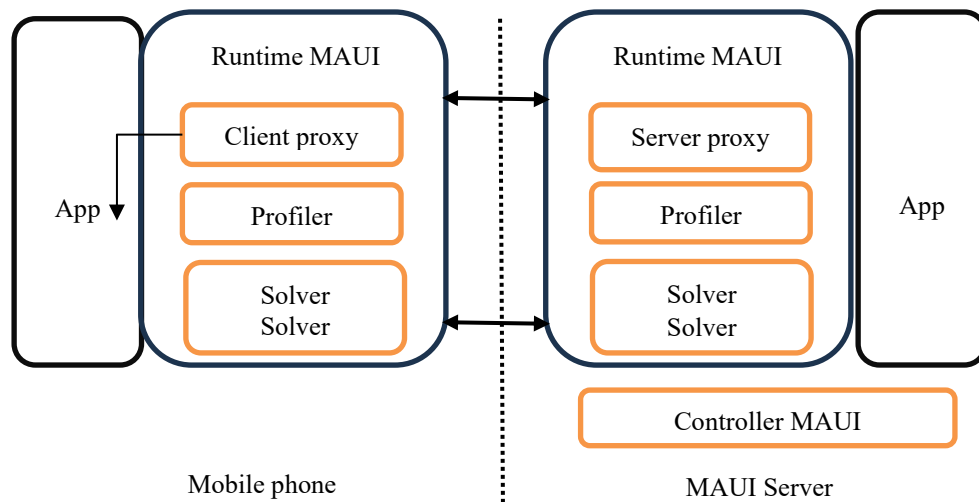 Runtime MAUI
Client proxy
App
Profiler
Solver
Solver
Mobile phone
Runtime MAUI
Server proxy
Profiler
App
Solver
Solver
Controller MAUI
MAUI Server